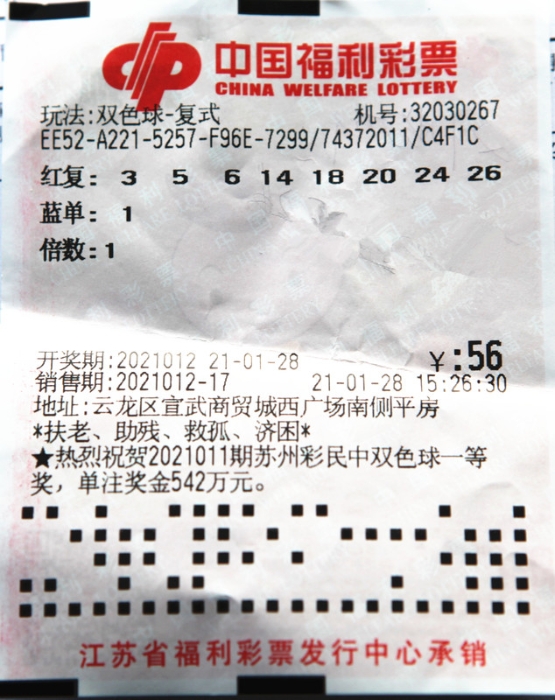 中国福利彩票
CHINA WELFARE LOTTERY
玩法:双色球-复式 机号:32030267
EE52-A221-5257-F96E-7299/74372011/C4F1C
红复: 3 5 6 14 18 20 24 26
蓝单: 1
倍数:1
开奖期:2021012 21-01-28 ￥:56
销售期:2021012-17 21-01-28 15:26:30
地址:云龙区宣武商贸城西广场南侧平房
*扶老、助残、救孤、济困*
★热烈祝贺2021011期苏州彩民中双色球一等
奖，单注奖金542万元。
江苏省福利彩票发行中心承销